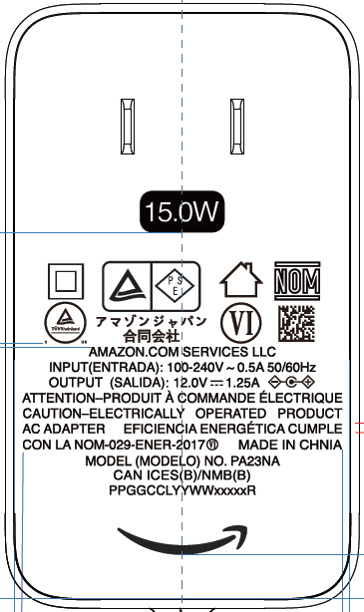 15.0W
PS
E
NOM
TÜVRheinland
VI
アマゾンジャパン
合同会社
AMAZON.COM SERVICES LLC
INPUT(ENTRADA): 100-240V ~ 0.5A 50/60Hz
OUTPUT (SALIDA): 12.0V ⎓ 1.25A
ATTENTION–PRODUIT À COMMANDE ÉLECTRIQUE
CAUTION–ELECTRICALLY OPERATED PRODUCT
AC ADAPTER EFICIENCIA ENERGÉTICA CUMPLE
CON LA NOM-029-ENER-2017Ⓥ MADE IN CHNIA
MODEL (MODELO) NO. PA23NA
CAN ICES(B)/NMB(B)
PPGGCCLYYWWxxxxxR